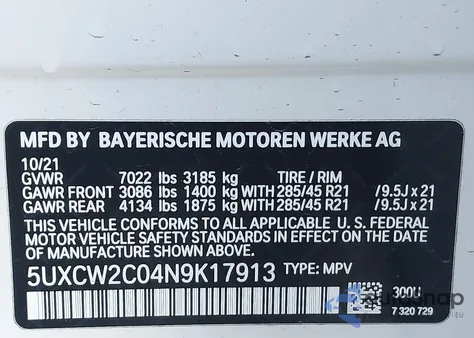 MFD BY BAYERISCHE MOTOREN WERKE AG
10/21
GVWR 7022 lbs 3185 kg TIRE / RIM
GAWR FRONT 3086 lbs 1400 kg WITH 285/45 R21 /9.5J x 21
GAWR REAR 4134 lbs 1875 kg WITH 285/45 R21 /9.5J x 21
THIS VEHICLE CONFORMS TO ALL APPLICABLE U. S. FEDERAL
MOTOR VEHICLE SAFETY STANDARDS IN EFFECT ON THE
DATE OF MANUFACTURE SHOWN ABOVE.
5UXCW2C04N9K17913 TYPE: MPV
300U
7 320 729